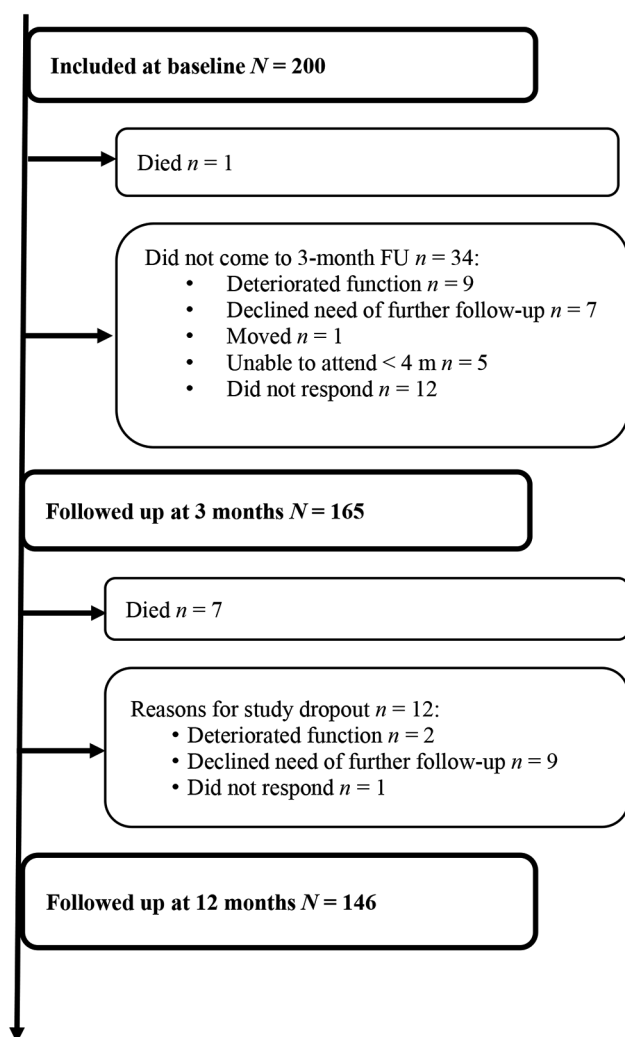 Included at baseline N = 200
Died n = 1
Did not come to 3-month FU n = 34:
• Deteriorated function n = 9
• Declined need of further follow-up n = 7
• Moved n = 1
• Unable to attend < 4 m n = 5
• Did not respond n = 12
Followed up at 3 months N = 165
Died n = 7
Reasons for study dropout n = 12:
• Deteriorated function n = 2
• Declined need of further follow-up n = 9
• Did not respond n = 1
Followed up at 12 months N = 146